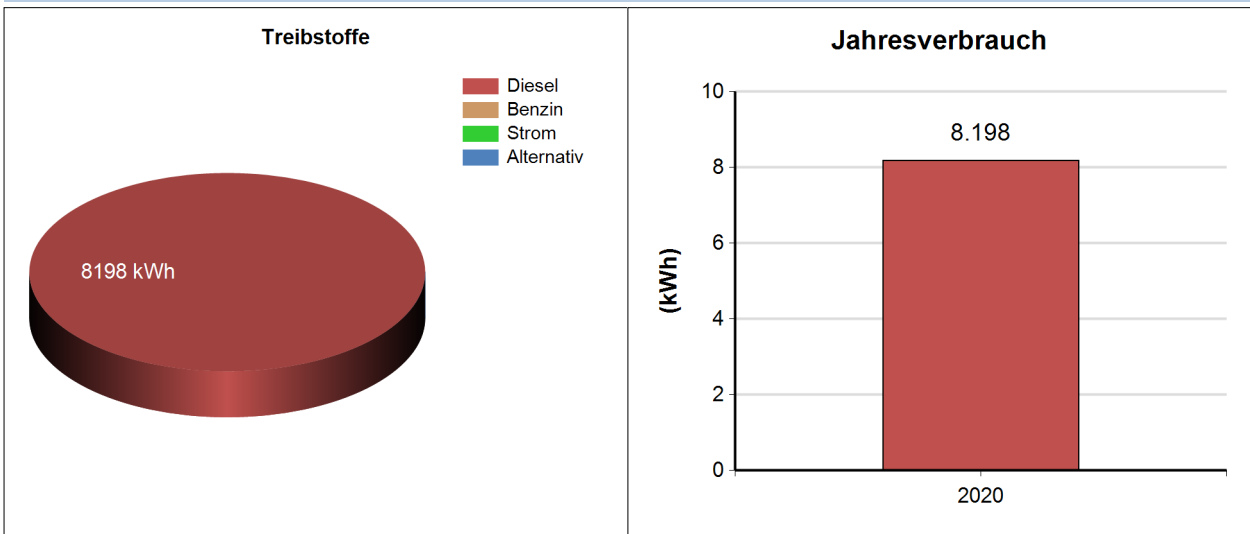 Treibstoffe
Diesel
Benzin
Strom
Alternativ
8198 kWh
Jahresverbrauch
10
8.198
8
6
(kWh)
4
2
0
2020